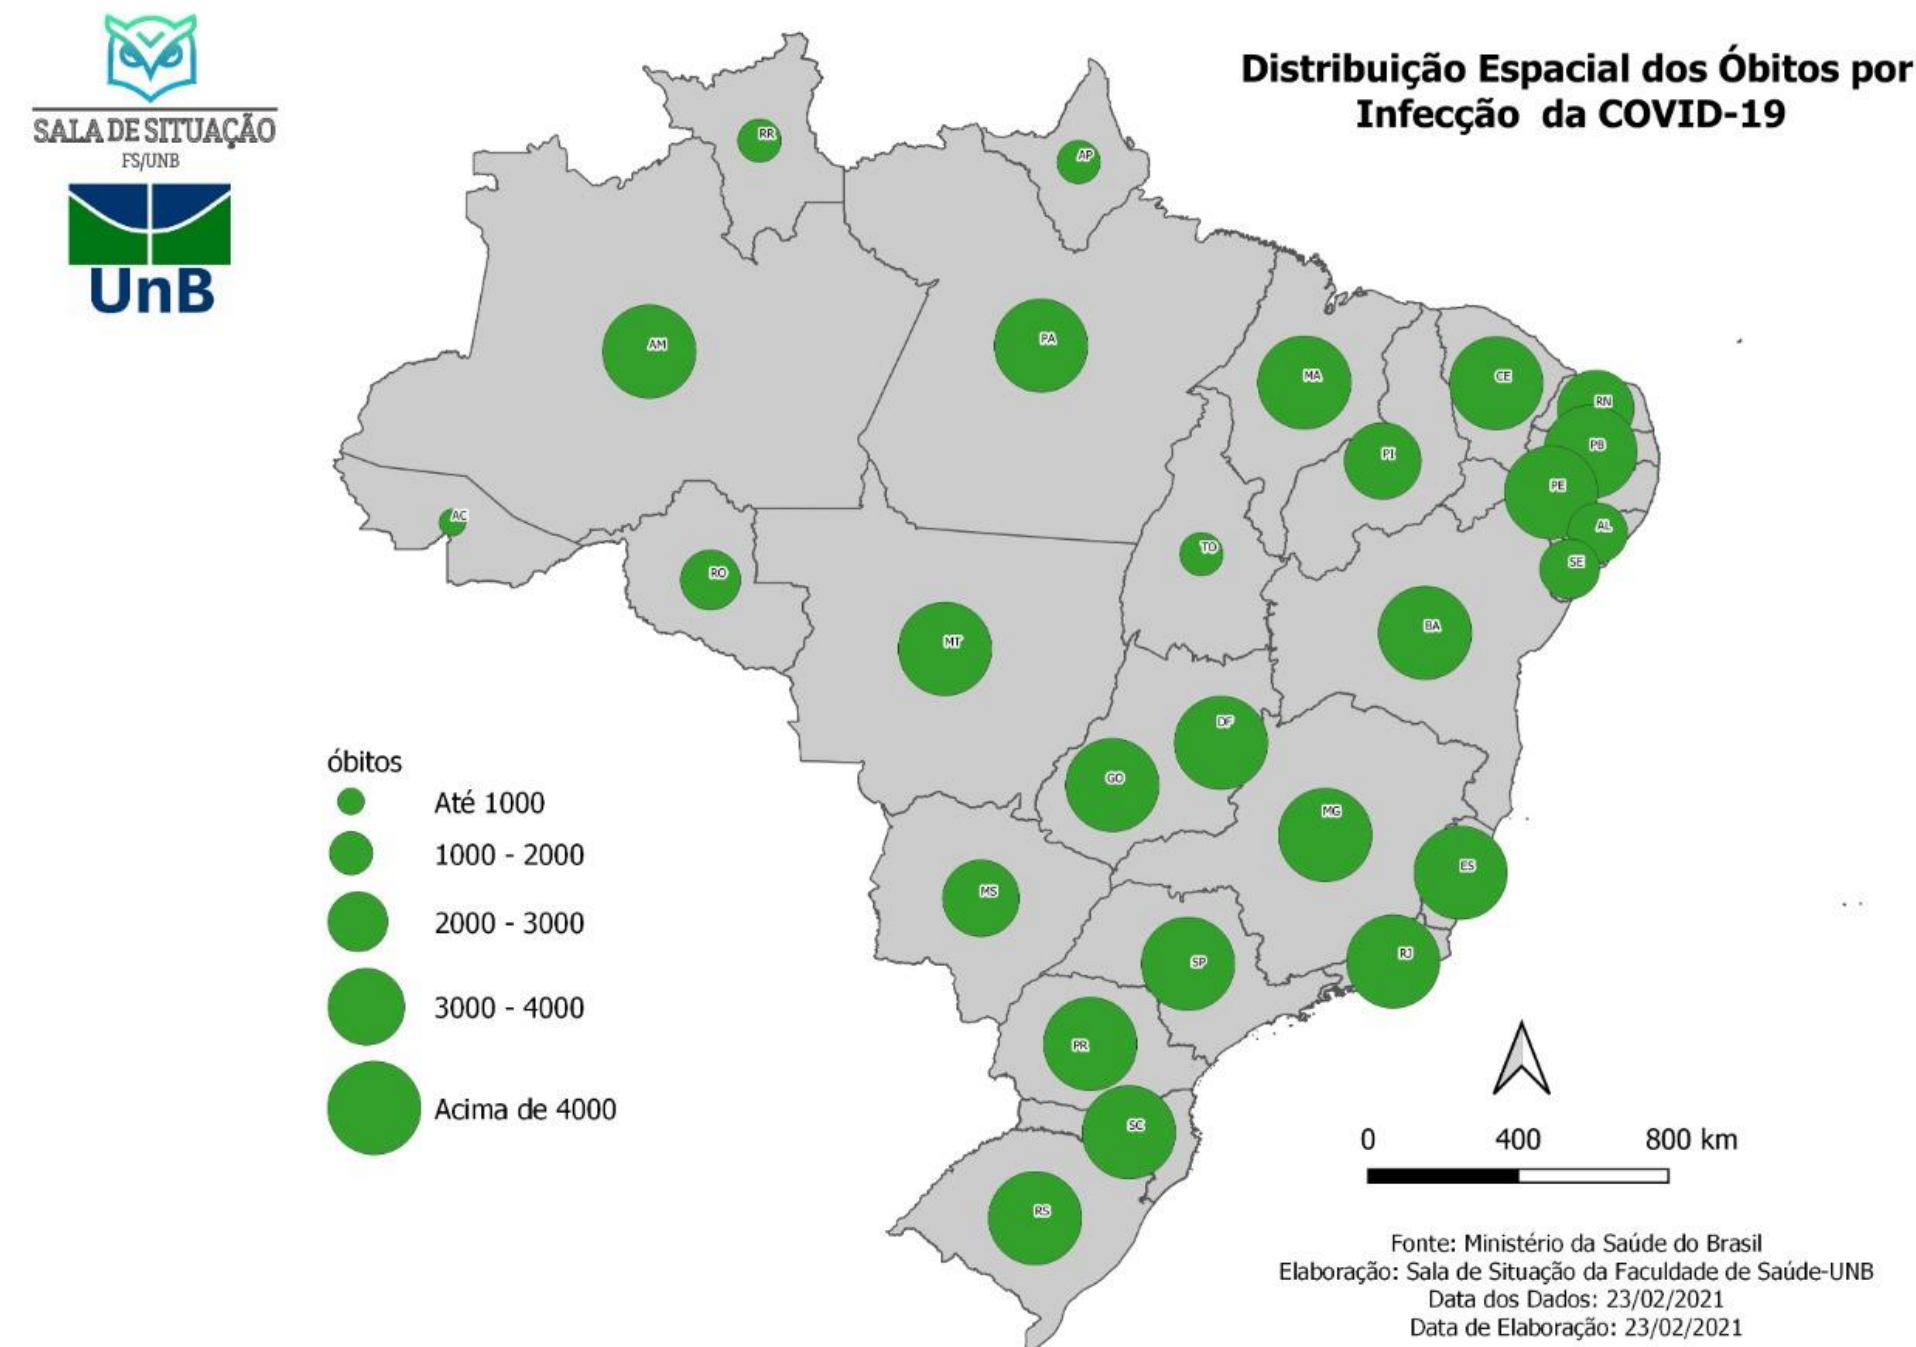 SALA DE SITUAÇÃO
FS/UNB
UnB
Distribuição Espacial dos Óbitos por
Infecção da COVID-19
RR
AP
AM
PA
MA
CE
RN
PB
PI
PE
AC
AL
TO
SE
RO
BA
MT
DF
GO
MG
ES
MS
RJ
SP
PR
SC
RS
óbitos
Até 1000
1000 - 2000
2000 - 3000
3000 - 4000
Acima de 4000
0 400 800 km
Fonte: Ministério da Saúde do Brasil
Elaboração: Sala de Situação da Faculdade de Saúde-UNB
Data dos Dados: 23/02/2021
Data de Elaboração: 23/02/2021